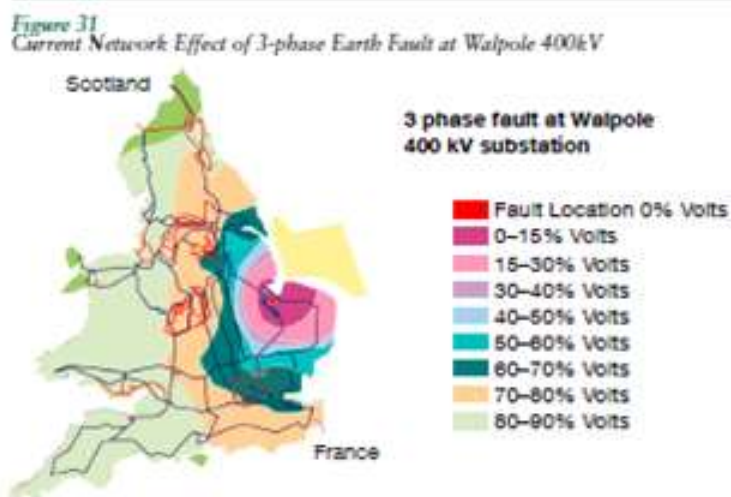 Figure 31
Current Network Effect of 3-phase Earth Fault at Walpole 400kV
Scotland
3 phase fault at Walpole
400 kV substation
Fault Location 0% Volts
0–15% Volts
15–30% Volts
30–40% Volts
40–50% Volts
50–60% Volts
60–70% Volts
70–80% Volts
80–90% Volts
France